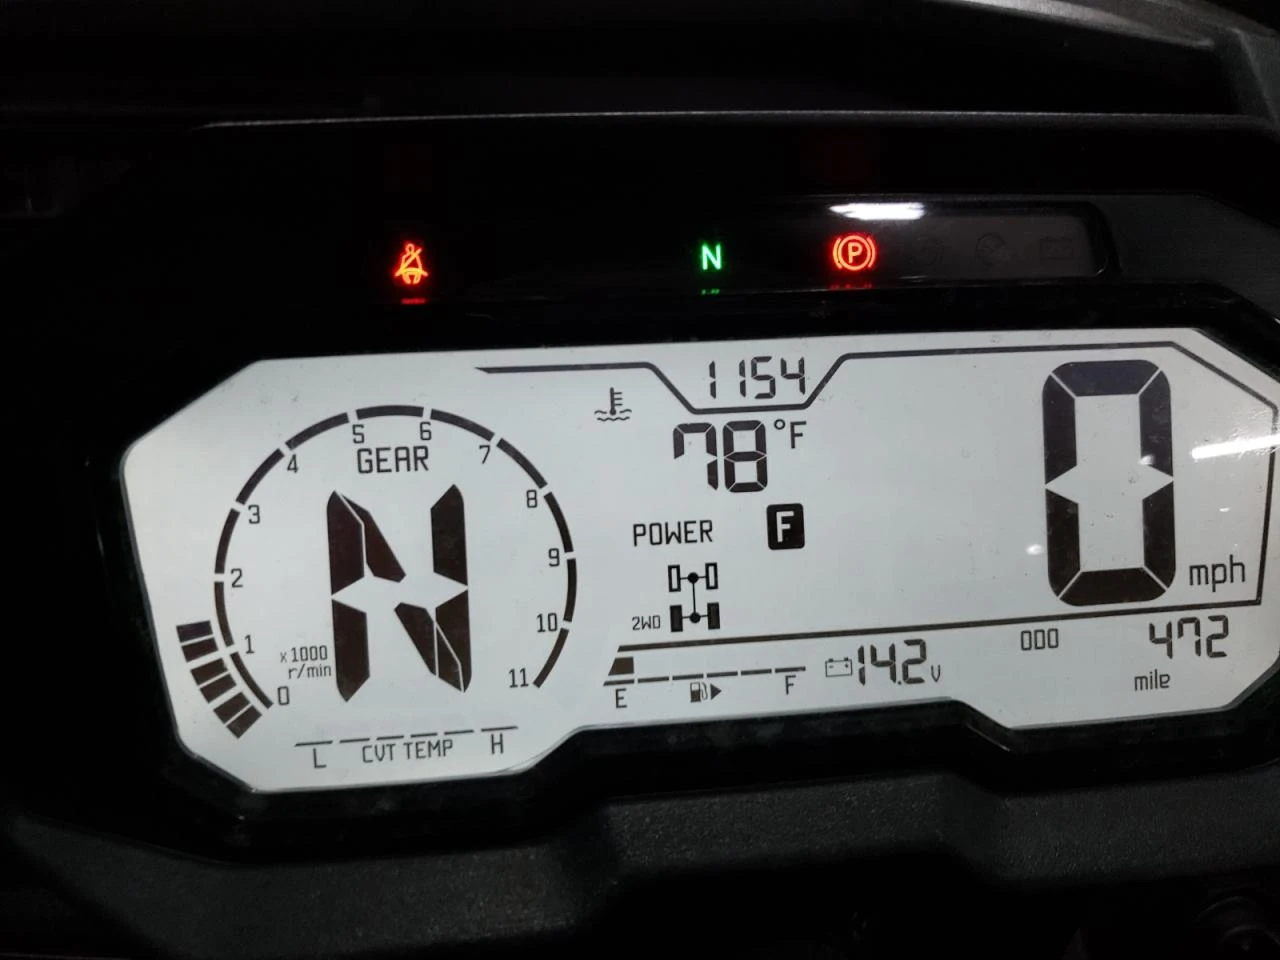 N
P
1154
78 °F
GEAR
0 1 2 3 4 5 6 7 8 9 10 11
N
x1000
r/min
POWER F
2WD
0
mph
E F
14.2 V
000
472
mile
L CVT TEMP H